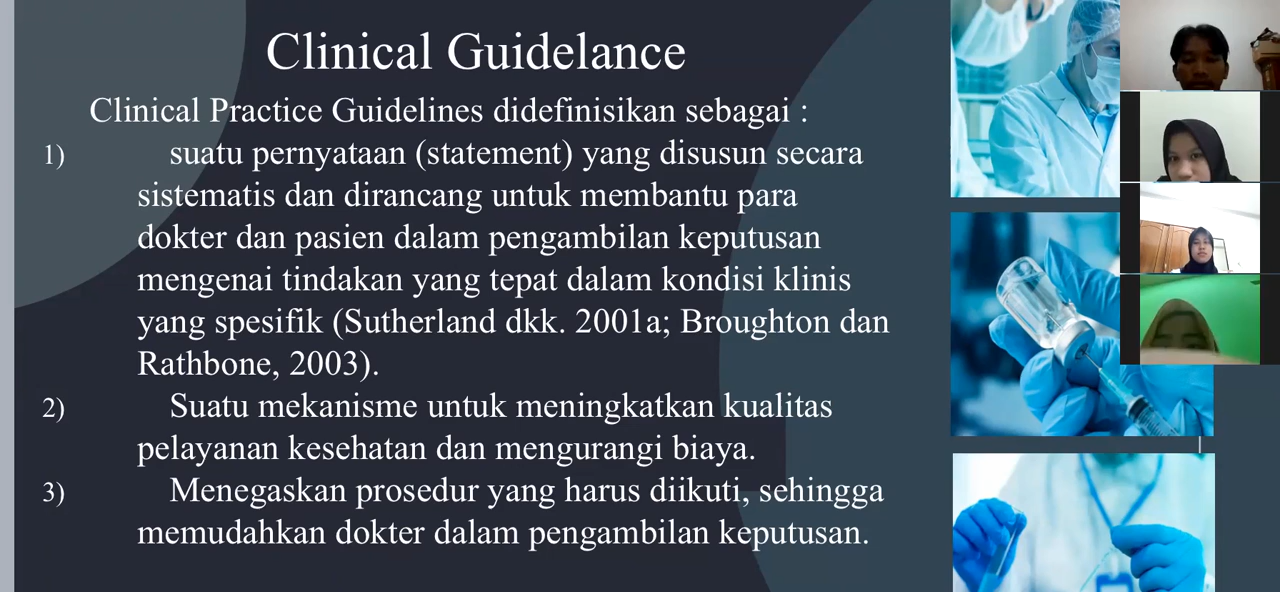 Clinical Guidelance
Clinical Practice Guidelines didefinisikan sebagai :
1) suatu pernyataan (statement) yang disusun secara
sistematis dan dirancang untuk membantu para
dokter dan pasien dalam pengambilan keputusan
mengenai tindakan yang tepat dalam kondisi klinis
yang spesifik (Sutherland dkk. 2001a; Broughton dan
Rathbone, 2003).
2) Suatu mekanisme untuk meningkatkan kualitas
pelayanan kesehatan dan mengurangi biaya.
3) Menegaskan prosedur yang harus diikuti, sehingga
memudahkan dokter dalam pengambilan keputusan.